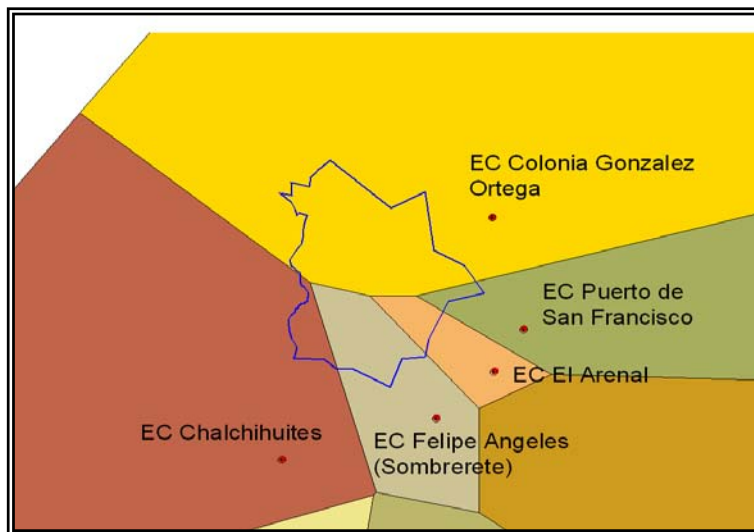 EC Colonia Gonzalez
Ortega
EC Puerto de
San Francisco
EC El Arenal
EC Chalchihuites
EC Felipe Angeles
(Sombrerete)